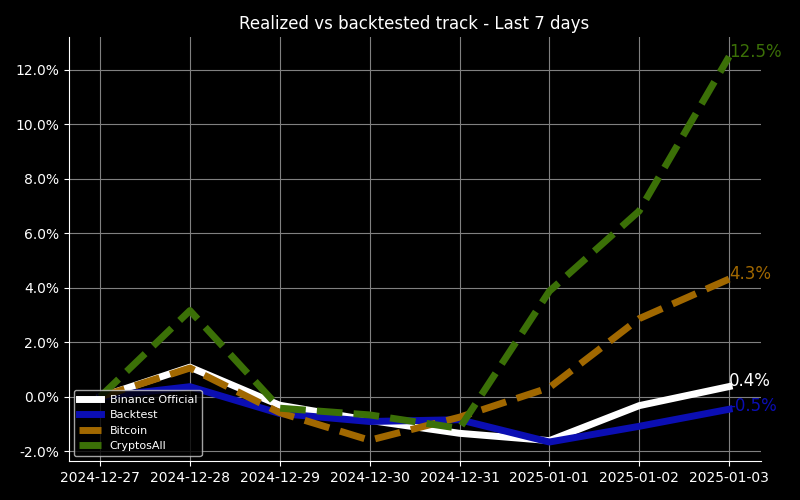 Realized vs backtested track - Last 7 days
12.0%
10.0%
8.0%
6.0%
4.0%
2.0%
0.0%
-2.0%
12.5%
4.3%
0.4%
-0.5%
Binance Official
Backtest
Bitcoin
CryptosAll
2024-12-27 2024-12-28 2024-12-29 2024-12-30 2024-12-31 2025-01-01 2025-01-02 2025-01-03